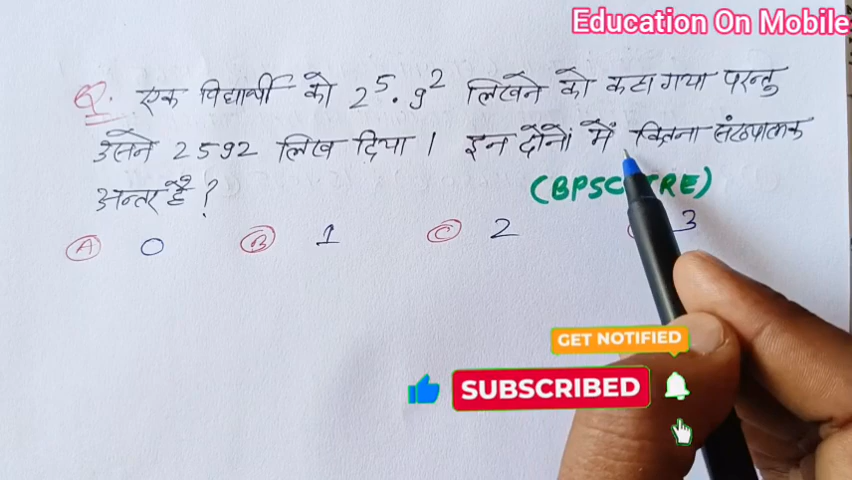 Education On Mobile
Q. एक विद्यार्थी को 2⁵·9² लिखने को कहा गया परन्तु
उसने 2592 लिख दिया। इन दोनों में कितना संख्यात्मक
अन्तर है?
(BPSC TRE)
A 0 B 1 C 2 3
GET NOTIFIED
SUBSCRIBED